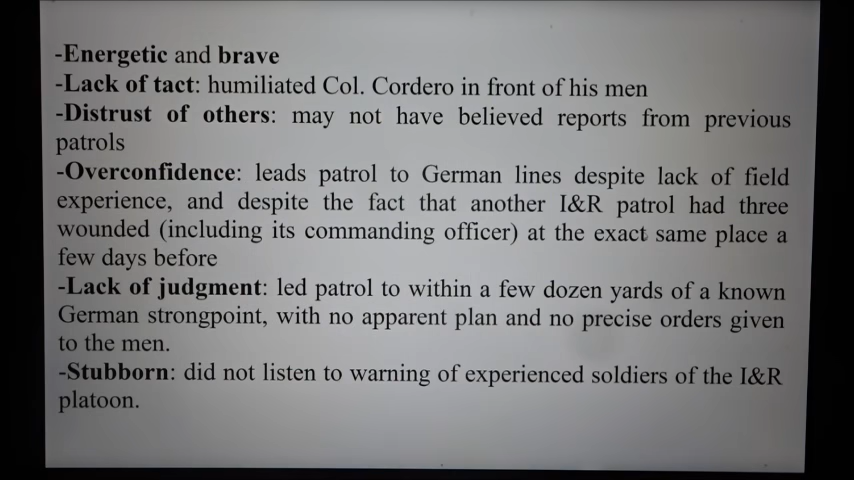 -Energetic and brave
-Lack of tact: humiliated Col. Cordero in front of his men
-Distrust of others: may not have believed reports from previous
patrols
-Overconfidence: leads patrol to German lines despite lack of field
experience, and despite the fact that another I&R patrol had three
wounded (including its commanding officer) at the exact same place a
few days before
-Lack of judgment: led patrol to within a few dozen yards of a known
German strongpoint, with no apparent plan and no precise orders given
to the men.
-Stubborn: did not listen to warning of experienced soldiers of the I&R
platoon.